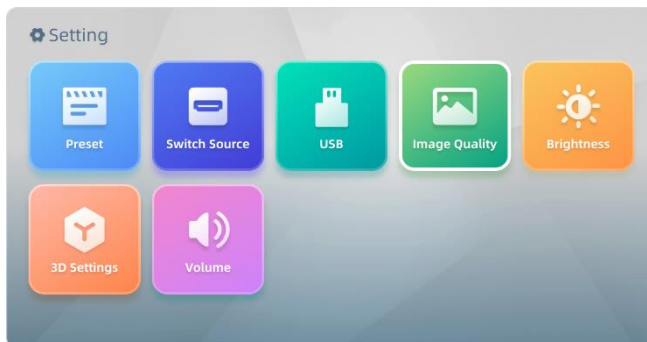 Setting
Preset
Switch Source
USB
Image Quality
Brightness
3D Settings
Volume